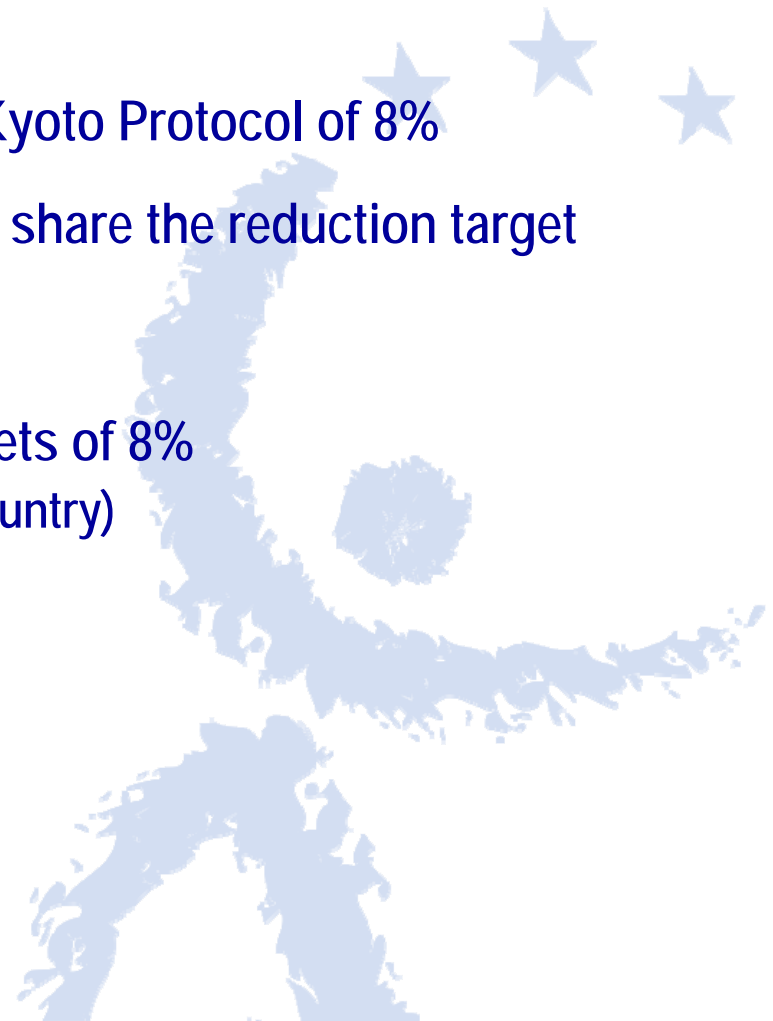 Kyoto Protocol of 8%
share the reduction target
ets of 8%
untry)